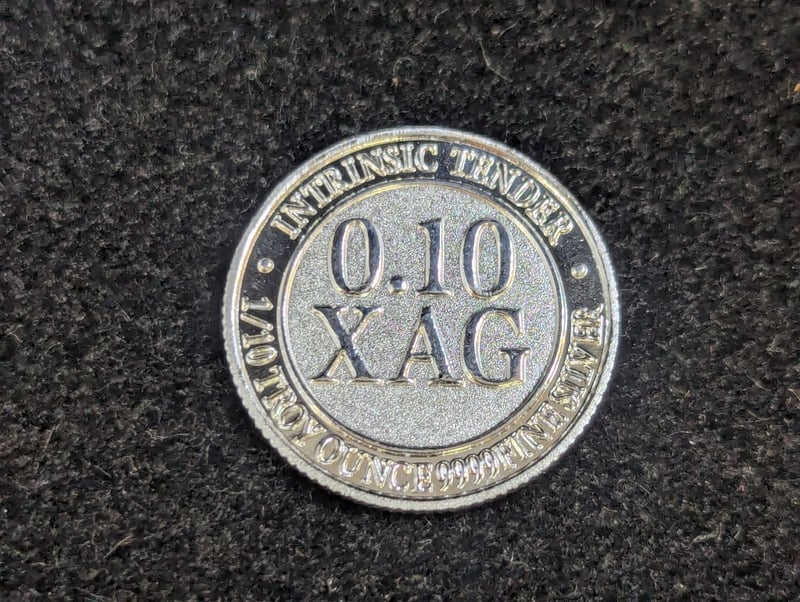 INTRINSIC TENDER
0.10
XAG
1/10 TROY OUNCE 9999 FINE SILVER